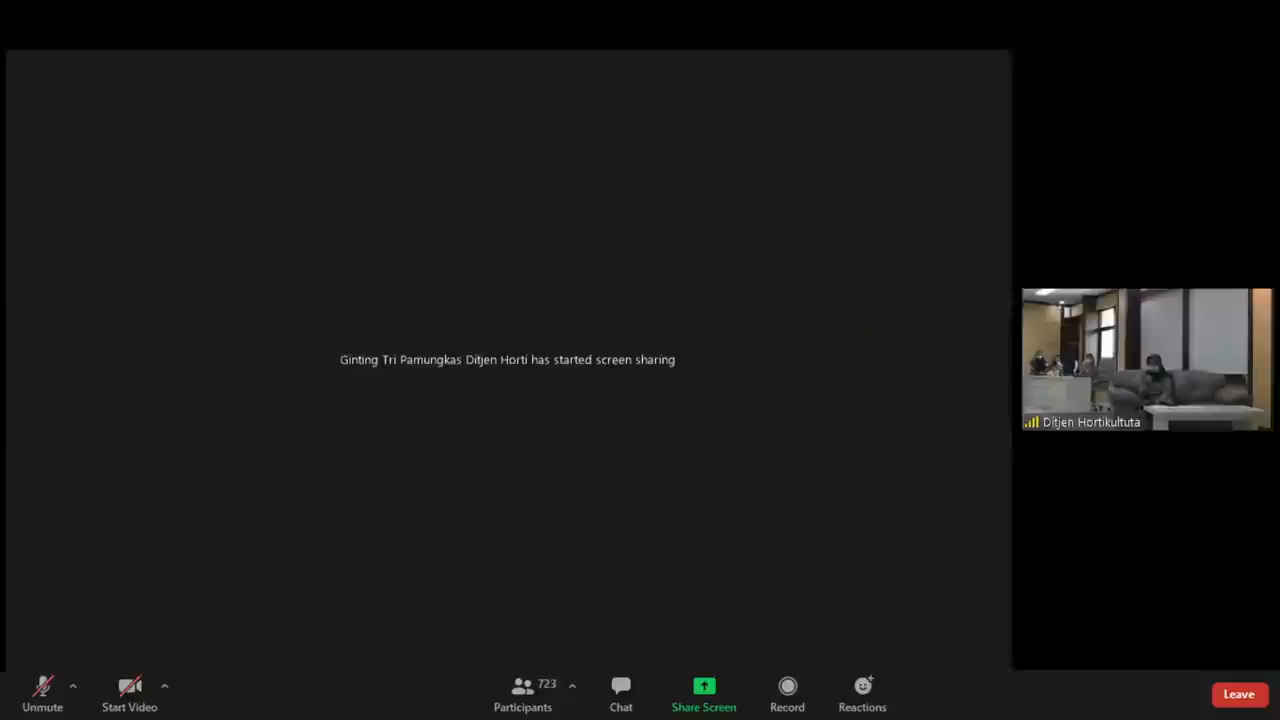 Ginting Tri Pamungkas Ditjen Horti has started screen sharing
Ditjen Hortikultuta
Unmute
Start Video
723
Participants
Chat
Share Screen
Record
Reactions
Leave